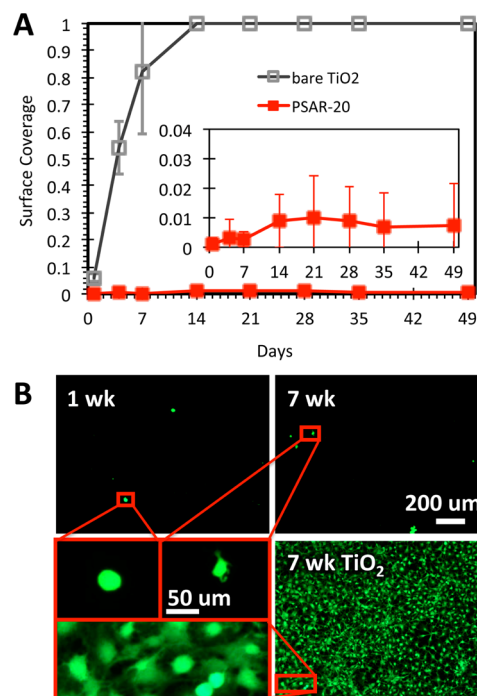 A
Surface Coverage
1
0.9
0.8
0.7
0.6
0.5
0.4
0.3
0.2
0.1
0
bare TiO2
PSAR-20
0.04
0.03
0.02
0.01
0
0 7 14 21 28 35 42 49
0 7 14 21 28 35 42 49
Days
B
1 wk
7 wk
200 um
50 um
7 wk TiO₂